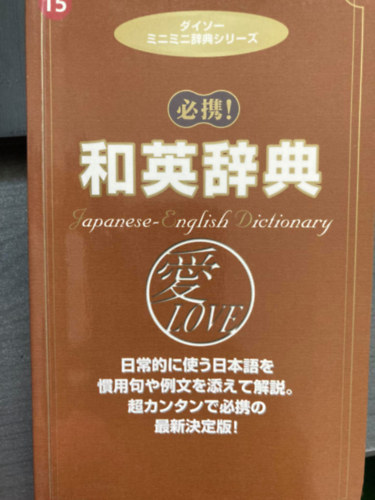 15
ダイソー
ミニミニ辞典シリーズ
必携!
和英辞典
Japanese-English Dictionary
愛
LOVE
日常的に使う日本語を
慣用句や例文を添えて解説。
超カンタンで必携の
最新決定版!